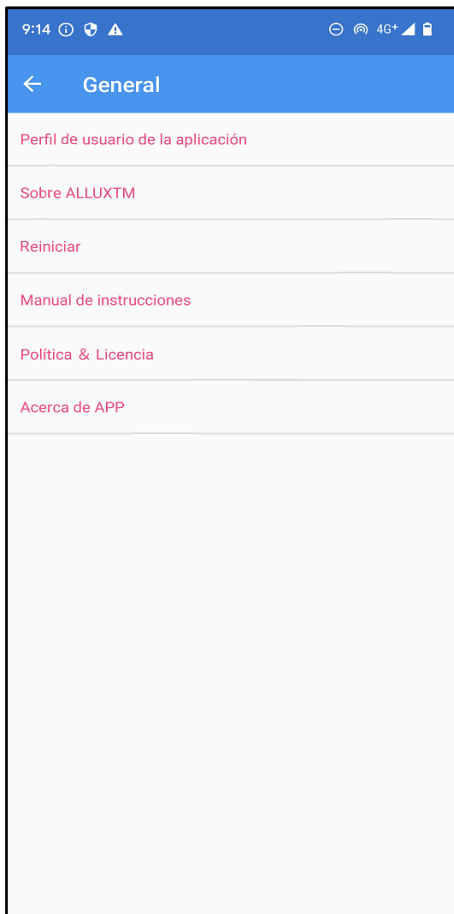 9:14 4G+
General
Perfil de usuario de la aplicación
Sobre ALLUXTM
Reiniciar
Manual de instrucciones
Política & Licencia
Acerca de APP